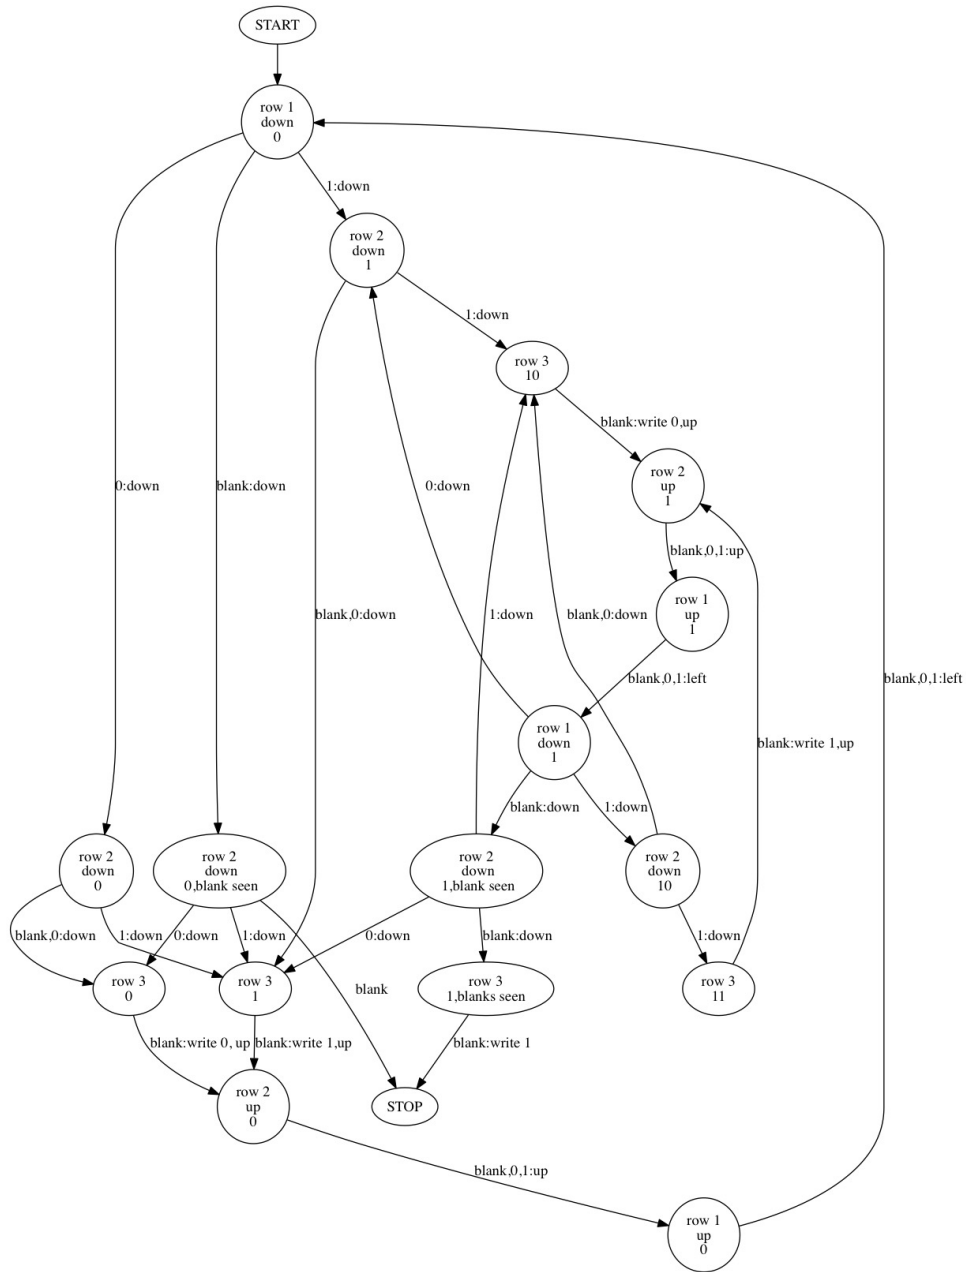 START
row 1
down
0
1:down
row 2
down
1
1:down
row 3
10
blank:write 0,up
row 2
up
1
0:down
blank:down
0:down
blank,0,1:up
row 1
up
1
blank,0:down
1:down
blank,0:down
blank,0,1:left
blank,0,1:left
row 1
down
1
blank:write 1,up
blank:down
1:down
row 2
down
0
row 2
down
0,blank seen
row 2
down
1,blank seen
row 2
down
10
blank,0:down
1:down
0:down
1:down
0:down
blank:down
1:down
row 3
0
row 3
1
blank
row 3
1,blanks seen
row 3
11
blank:write 0, up
blank:write 1,up
blank:write 1
row 2
up
0
STOP
blank,0,1:up
row 1
up
0